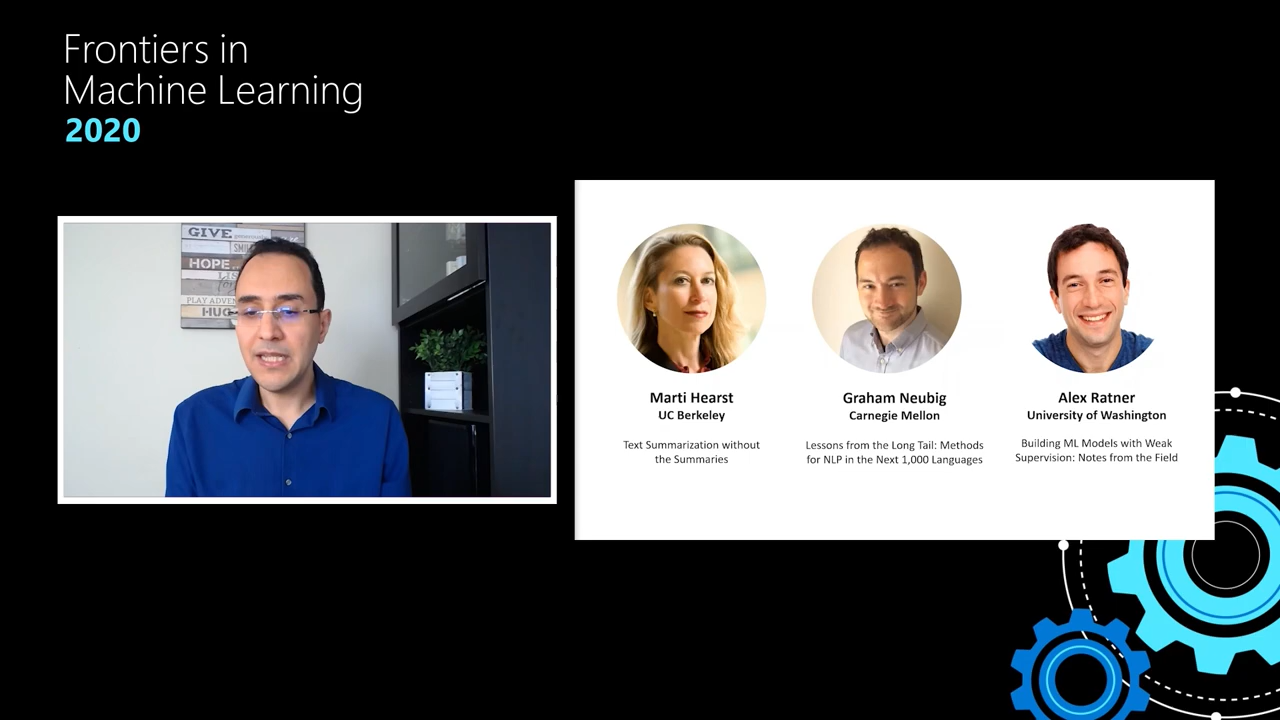 Frontiers in
Machine Learning
2020
GIVE
HOPE
PLAY
HUG
Marti Hearst
UC Berkeley
Text Summarization without
the Summaries
Graham Neubig
Carnegie Mellon
Lessons from the Long Tail: Methods
for NLP in the Next 1,000 Languages
Alex Ratner
University of Washington
Building ML Models with Weak
Supervision: Notes from the Field